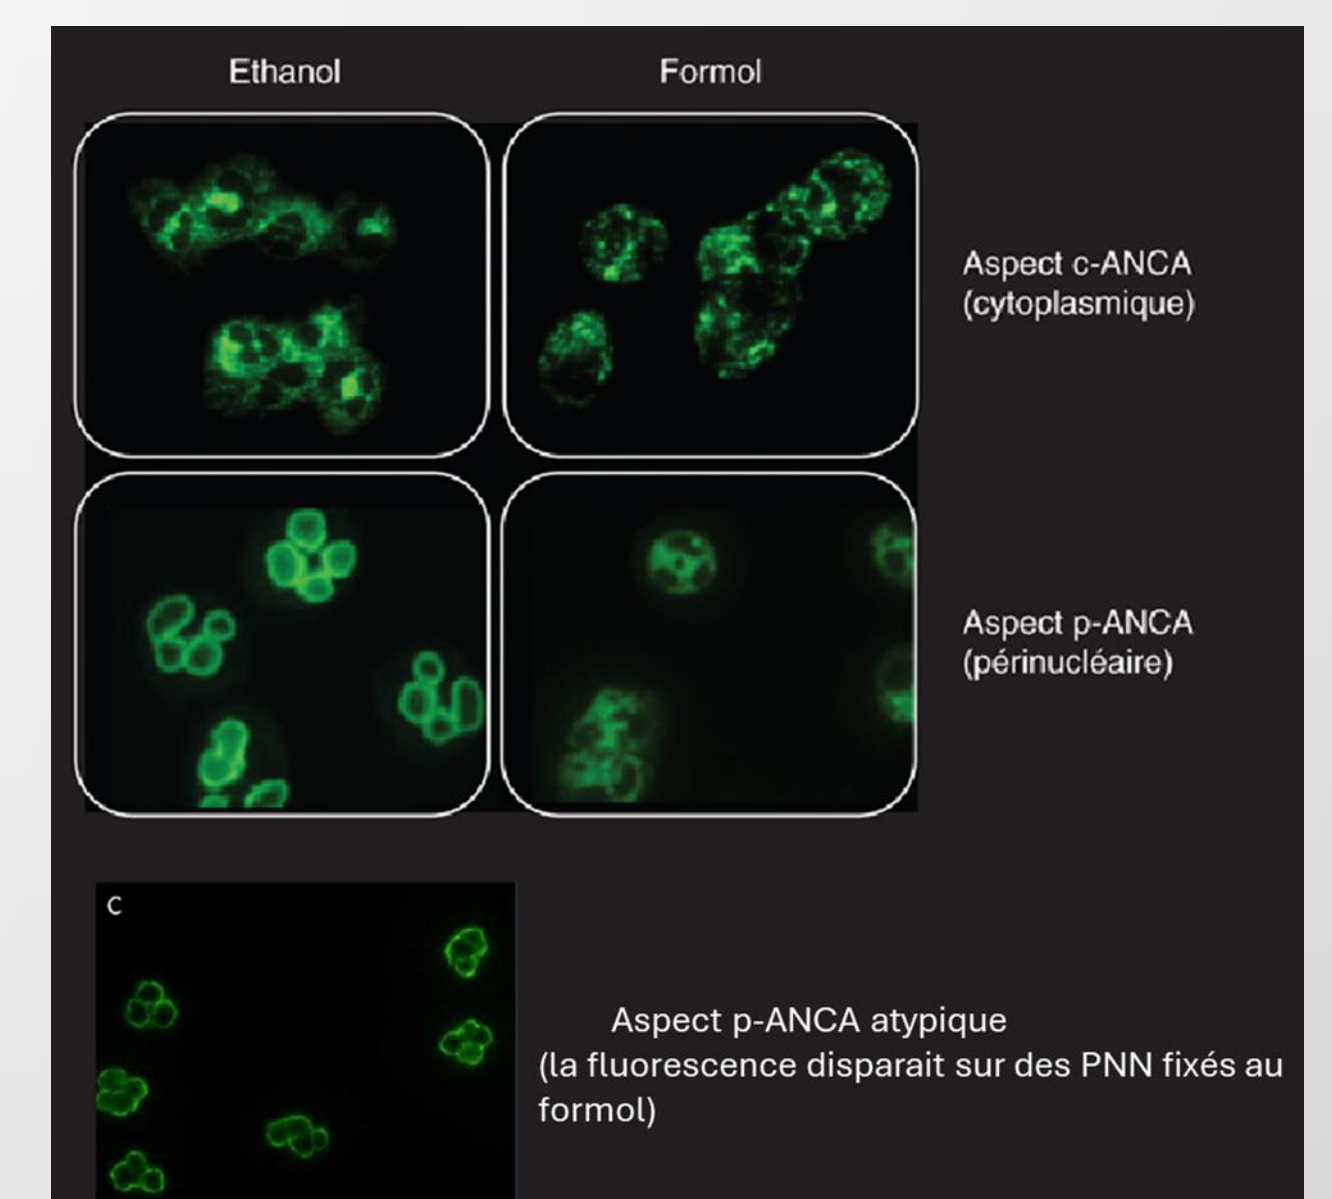 Ethanol
Formol
Aspect c-ANCA
(cytoplasmique)
Aspect p-ANCA
(périnucléaire)
C
Aspect p-ANCA atypique
(la fluorescence disparait sur des PNN fixés au
formol)